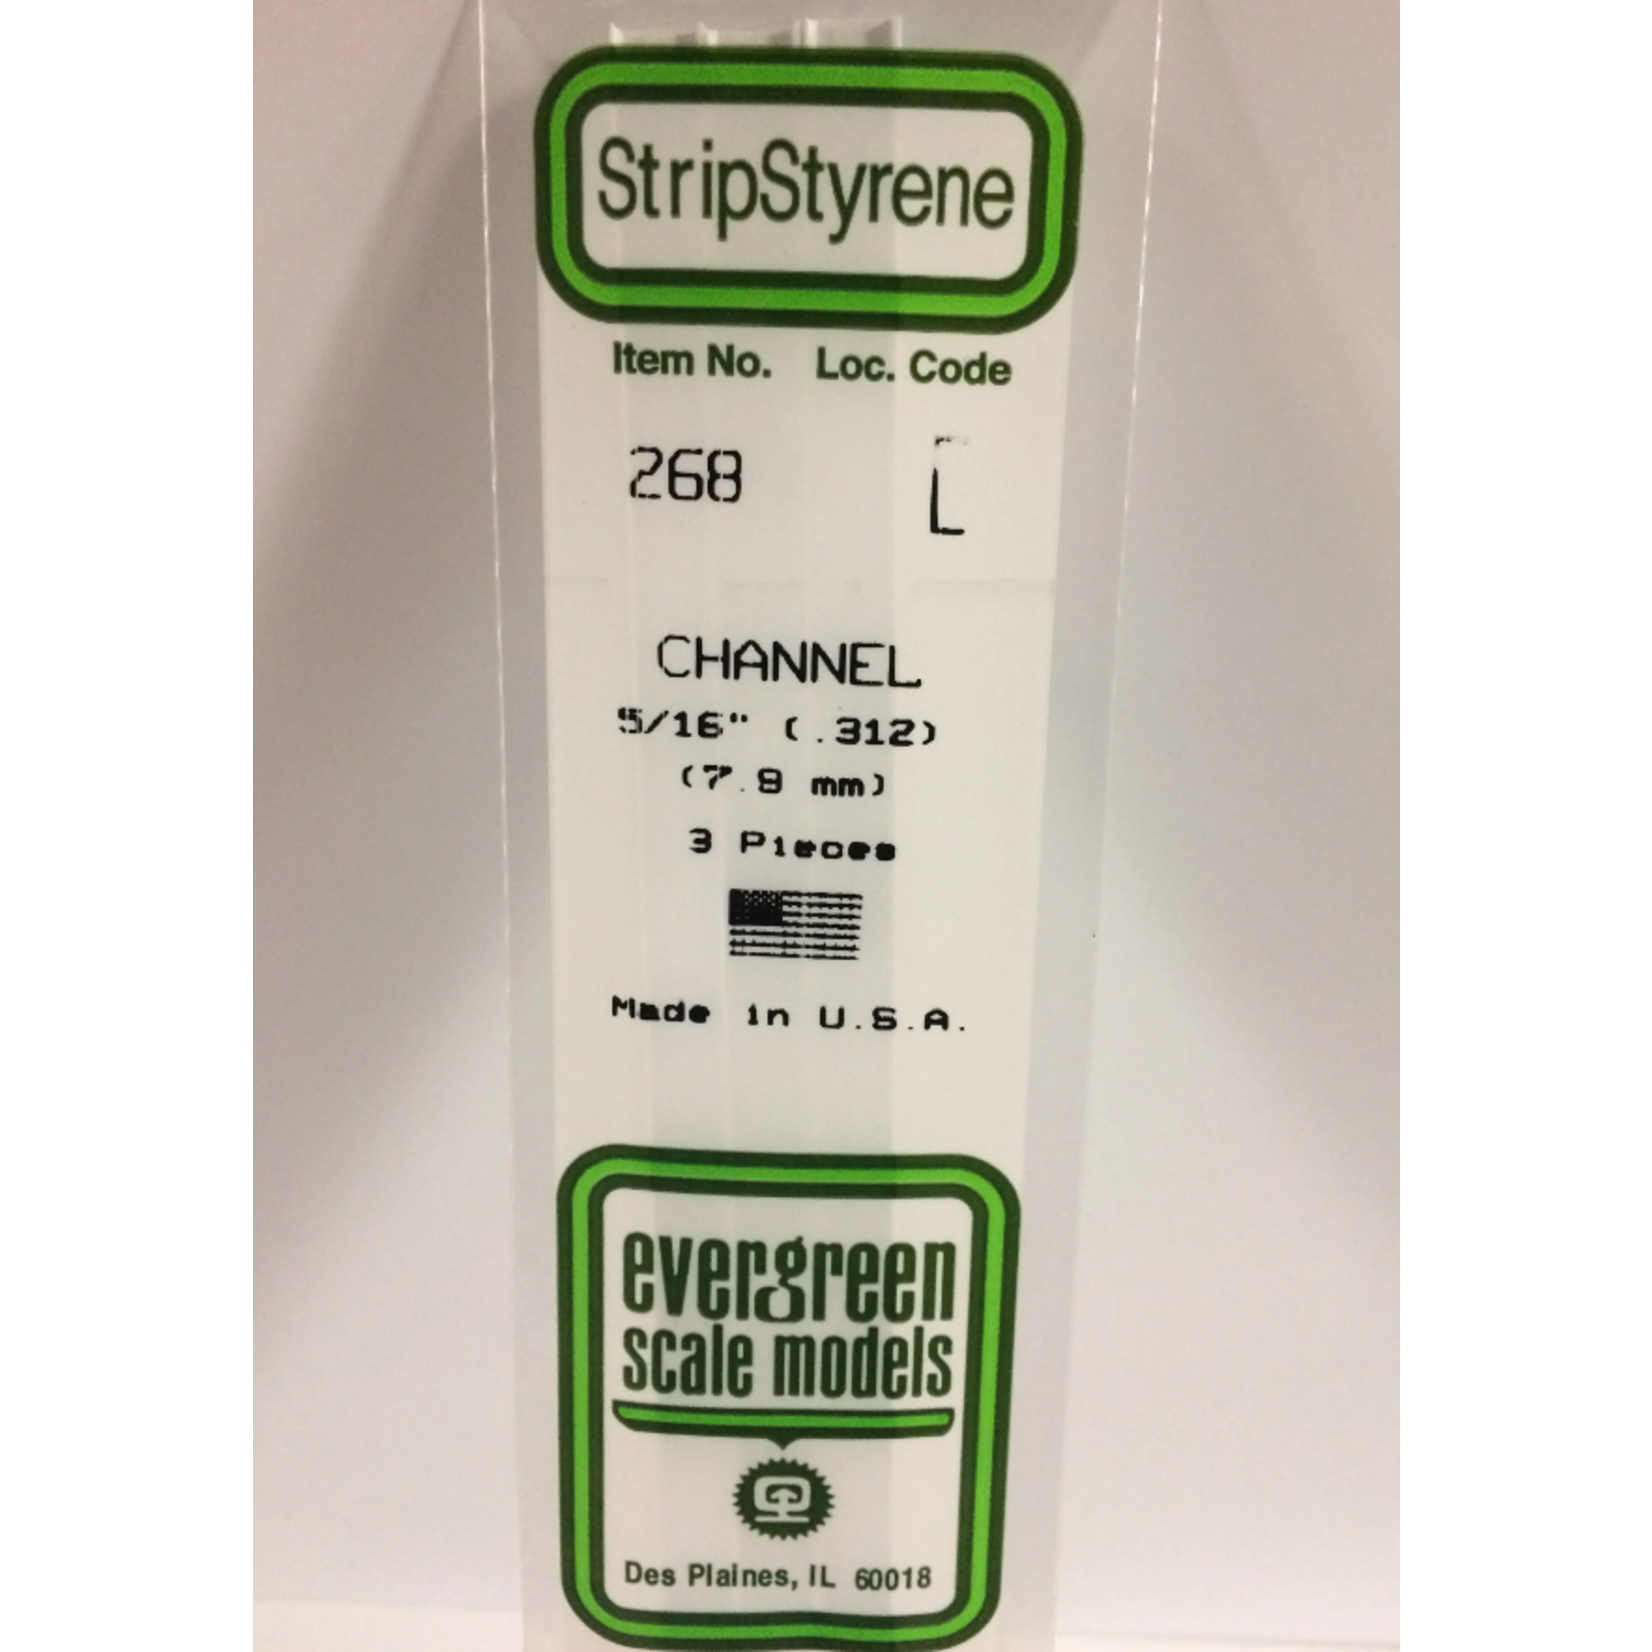 StripStyrene
Item No. Loc. Code
268 L
CHANNEL
5/16" (.312)
(7.9 mm)
3 Pieces
Made in U.S.A.
evergreen
scale models
Des Plaines, IL 60018